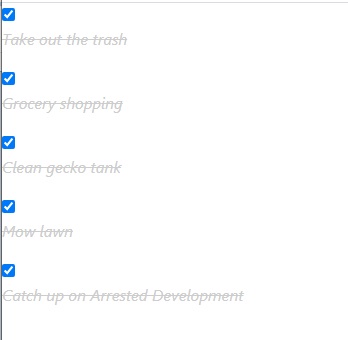 Take out the trash
Grocery shopping
Clean gecko tank
Mow lawn
Catch up on Arrested Development